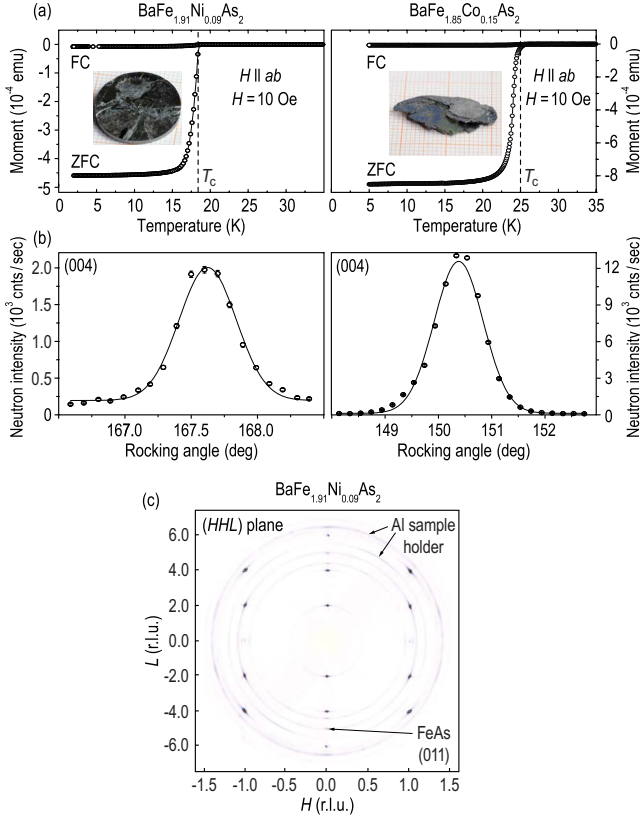 (a) BaFe1.91Ni0.09As2 BaFe1.85Co0.15As2
Moment (10-4 emu)
0
-1
-2
-3
-4
-5
FC
H II ab
H = 10 Oe
ZFC
TC
0 5 10 15 20 25 30
Temperature (K)
FC
H II ab
H = 10 Oe
ZFC
TC
0 5 10 15 20 25 30 35
Temperature (K)
0
-2
-4
-6
-8
Moment (10-4 emu)
(b)
Neutron intensity (103 cnts/sec)
2.0
1.5
1.0
0.5
0
(004)
167.0 167.5 168.0
Rocking angle (deg)
(004)
149 150 151 152
Rocking angle (deg)
12
9
6
3
0
Neutron intensity (103 cnts/sec)
(c) BaFe1.91Ni0.09As2
(HHL) plane
Al sample
holder
L (r.l.u.)
6.0
4.0
2.0
0.0
-2.0
-4.0
-6.0
FeAs
(011)
-1.5 -1.0 -0.5 0.0 0.5 1.0 1.5
H (r.l.u.)